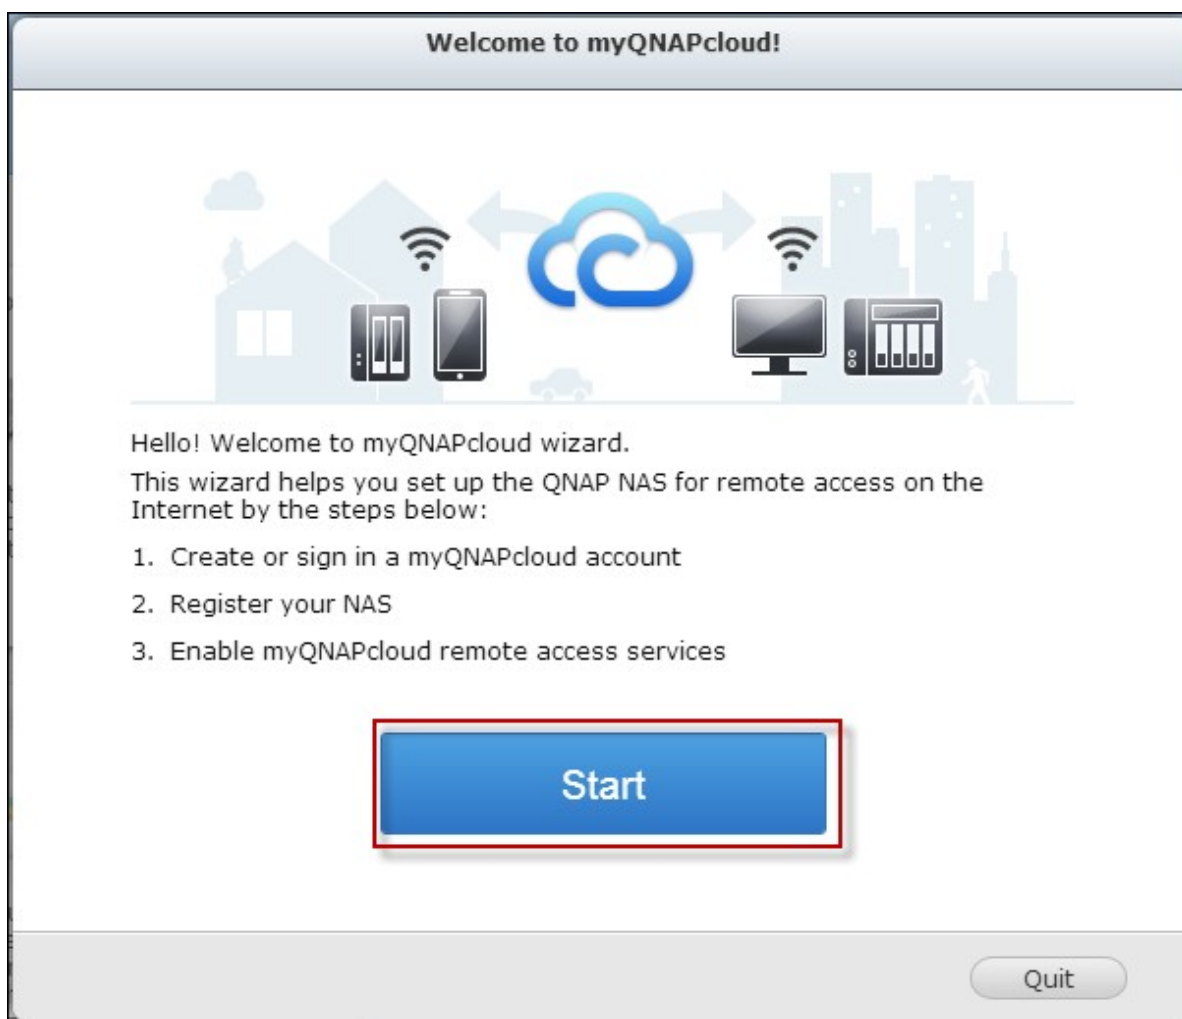 Welcome to myQNAPcloud!
Hello! Welcome to myQNAPcloud wizard.
This wizard helps you set up the QNAP NAS for remote access on the
Internet by the steps below:
1. Create or sign in a myQNAPcloud account
2. Register your NAS
3. Enable myQNAPcloud remote access services
Start
Quit